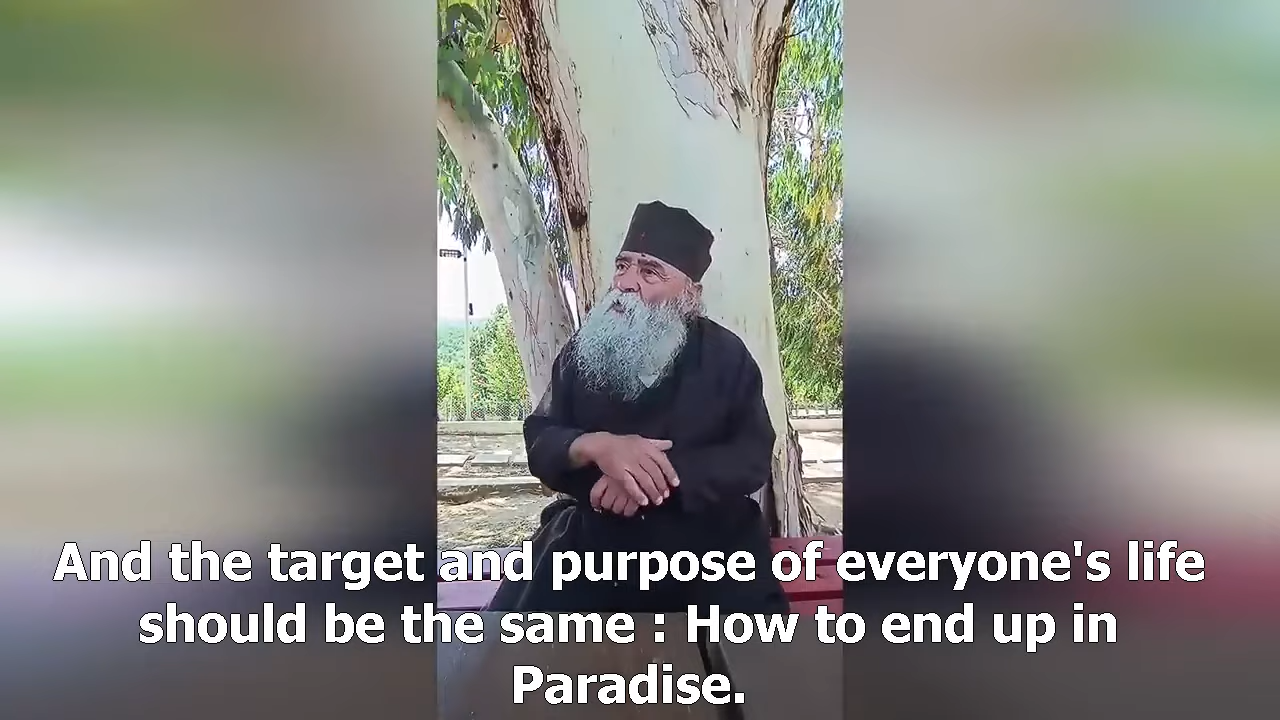 And the target and purpose of everyone's life
should be the same : How to end up in
Paradise.